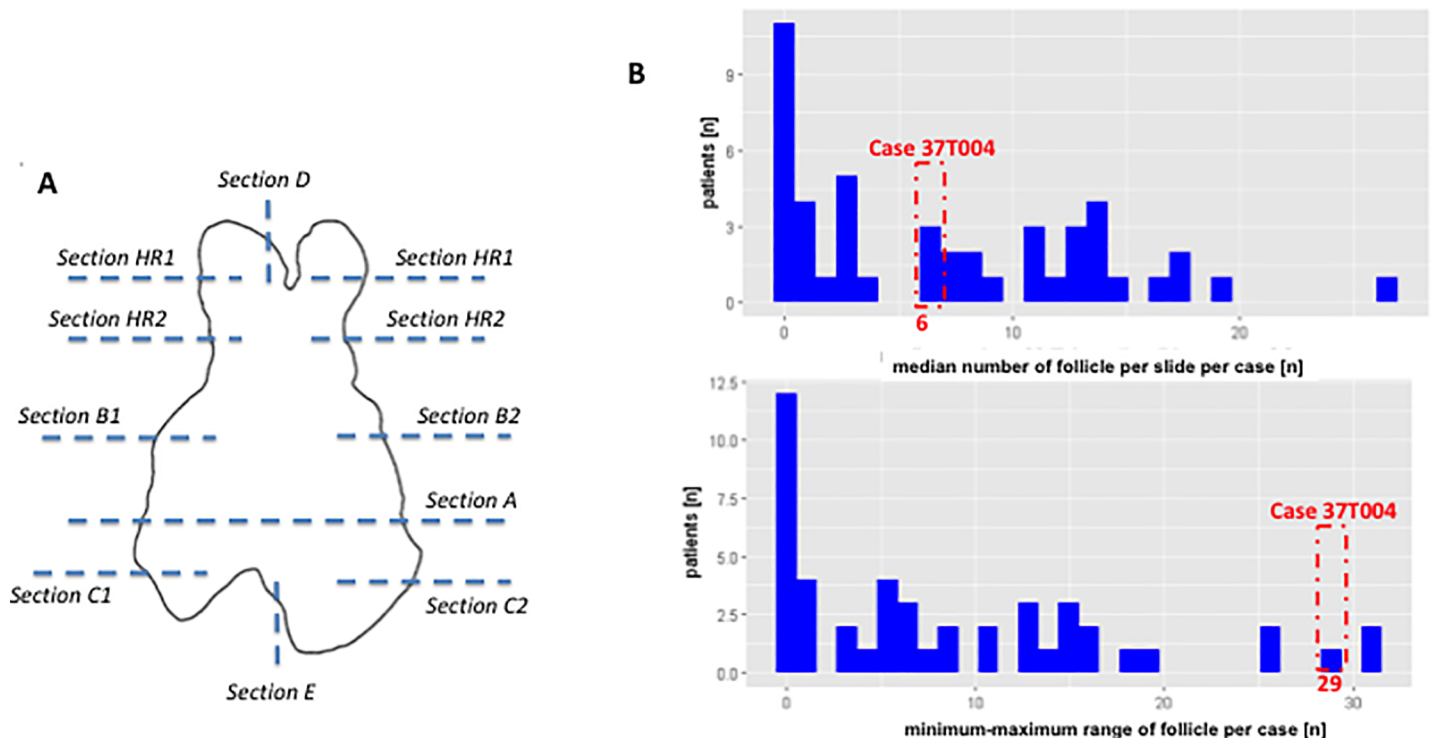 A
Section D
Section HR1
Section HR1
Section HR2
Section HR2
Section B1
Section B2
Section A
Section C1
Section C2
Section E
B
patients [n]
9
6
3
0
Case 37T004
6
0
10
20
median number of follicle per slide per case [n]
patients [n]
12.5
10.0
7.5
5.0
2.5
0.0
Case 37T004
29
0
10
20
30
minimum-maximum range of follicle per case [n]